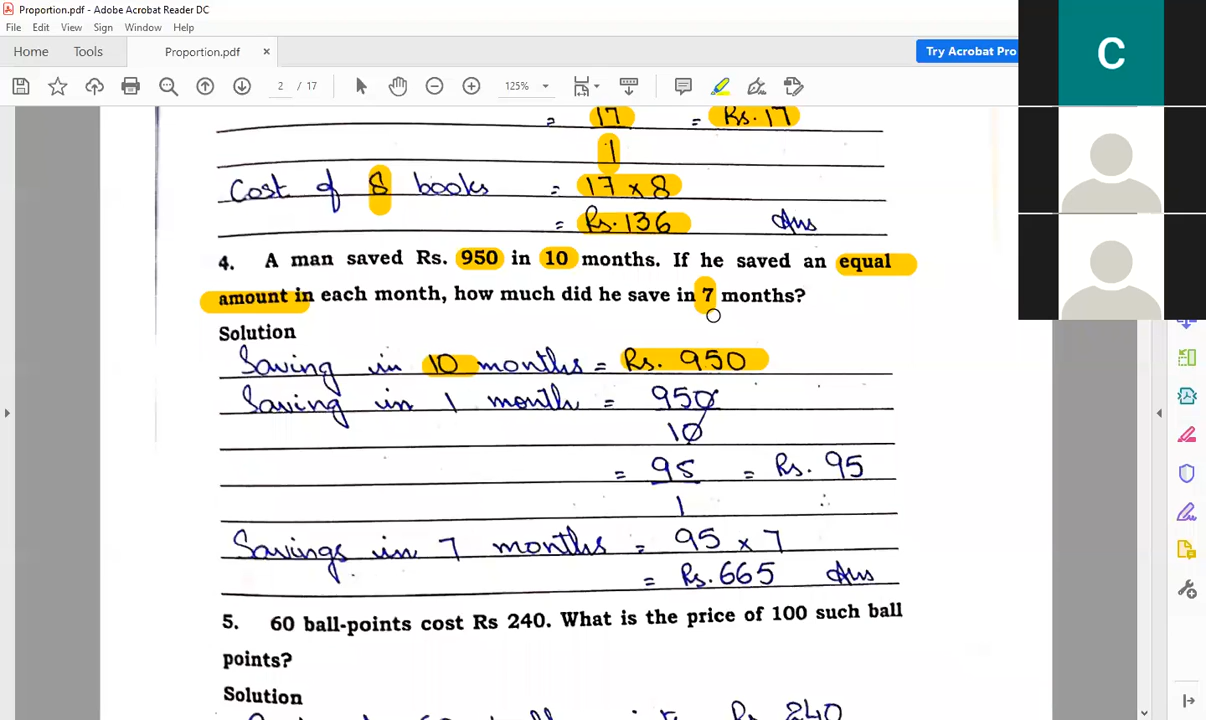 Proportion.pdf - Adobe Acrobat Reader DC
File Edit View Sign Window Help
Home Tools Proportion.pdf × Try Acrobat Pro
2 / 17 125%
= 17 = Rs. 17
1
Cost of 8 books = 17 x 8
= Rs. 136 Ans
4. A man saved Rs. 950 in 10 months. If he saved an equal
amount in each month, how much did he save in 7 months?
Solution
Saving in 10 months = Rs. 950
Saving in 1 month = 950
10
= 95 = Rs. 95
1
Savings in 7 months = 95 x 7
= Rs. 665 Ans
5. 60 ball-points cost Rs 240. What is the price of 100 such ball
points?
Solution
Rs. 240
C